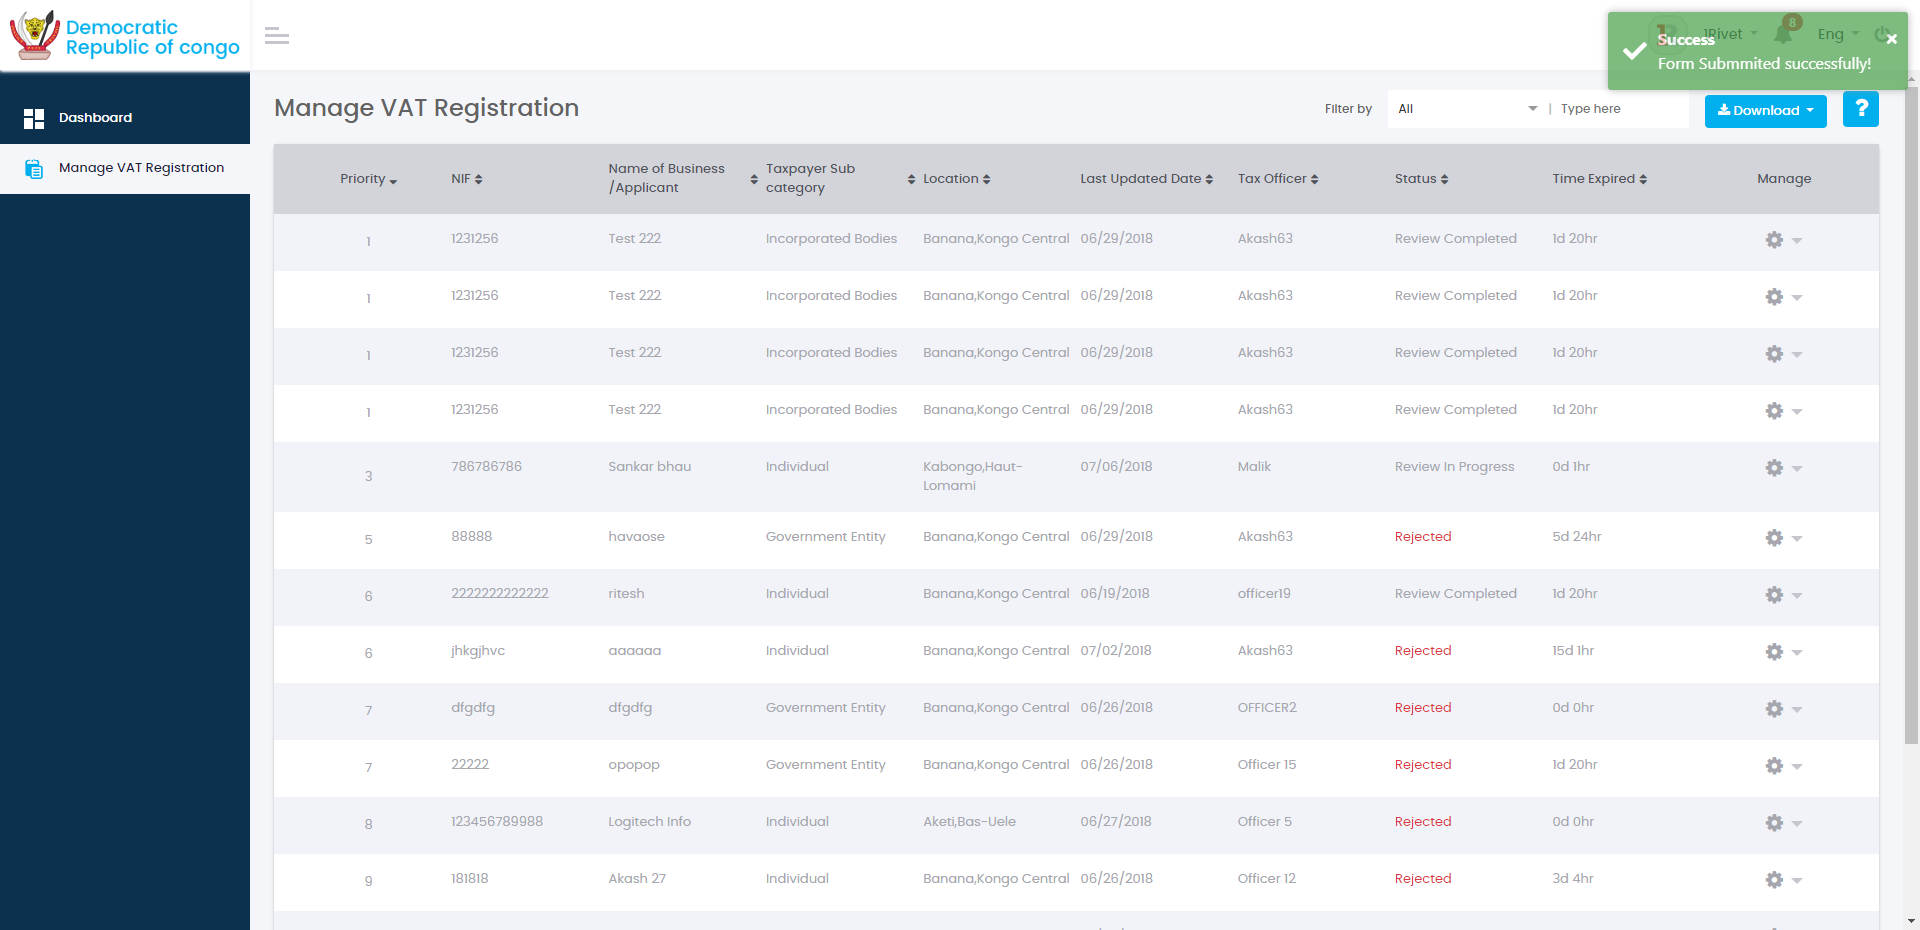 Democratic
Republic of congo
1Rivet
8
Eng
Success
Form Submmited successfully!
Dashboard
Manage VAT Registration
Manage VAT Registration
Filter by All | Type here Download ?
Priority NIF Name of Business /Applicant Taxpayer Sub category Location Last Updated Date Tax Officer Status Time Expired Manage
1 1231256 Test 222 Incorporated Bodies Banana,Kongo Central 06/29/2018 Akash63 Review Completed 1d 20hr
1 1231256 Test 222 Incorporated Bodies Banana,Kongo Central 06/29/2018 Akash63 Review Completed 1d 20hr
1 1231256 Test 222 Incorporated Bodies Banana,Kongo Central 06/29/2018 Akash63 Review Completed 1d 20hr
1 1231256 Test 222 Incorporated Bodies Banana,Kongo Central 06/29/2018 Akash63 Review Completed 1d 20hr
3 786786786 Sankar bhau Individual Kabongo,Haut-Lomami 07/06/2018 Malik Review In Progress 0d 1hr
5 88888 havaose Government Entity Banana,Kongo Central 06/29/2018 Akash63 Rejected 5d 24hr
6 2222222222222 ritesh Individual Banana,Kongo Central 06/19/2018 officer19 Review Completed 1d 20hr
6 jhkgjhvc aaaaaa Individual Banana,Kongo Central 07/02/2018 Akash63 Rejected 15d 1hr
7 dfgdfg dfgdfg Government Entity Banana,Kongo Central 06/26/2018 OFFICER2 Rejected 0d 0hr
7 22222 opopop Government Entity Banana,Kongo Central 06/26/2018 Officer 15 Rejected 1d 20hr
8 123456789988 Logitech Info Individual Aketi,Bas-Uele 06/27/2018 Officer 5 Rejected 0d 0hr
9 181818 Akash 27 Individual Banana,Kongo Central 06/26/2018 Officer 12 Rejected 3d 4hr